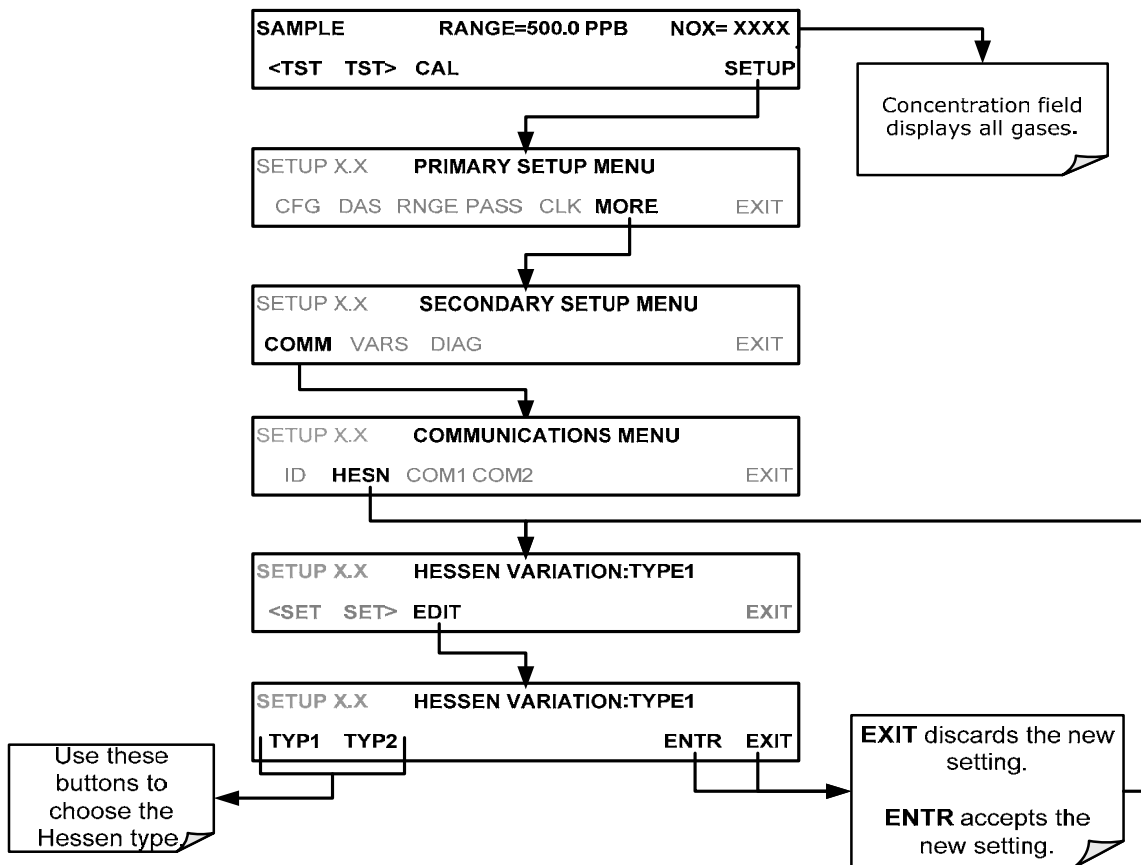 SAMPLE RANGE=500.0 PPB NOX= XXXX
<TST TST> CAL SETUP
Concentration field
displays all gases.
SETUP X.X PRIMARY SETUP MENU
CFG DAS RNGE PASS CLK MORE EXIT
SETUP X.X SECONDARY SETUP MENU
COMM VARS DIAG EXIT
SETUP X.X COMMUNICATIONS MENU
ID HESN COM1 COM2 EXIT
SETUP X.X HESSEN VARIATION:TYPE1
<SET SET> EDIT EXIT
SETUP X.X HESSEN VARIATION:TYPE1
TYP1 TYP2 ENTR EXIT
Use these
buttons to
choose the
Hessen type.
EXIT discards the new
setting.
ENTR accepts the
new setting.